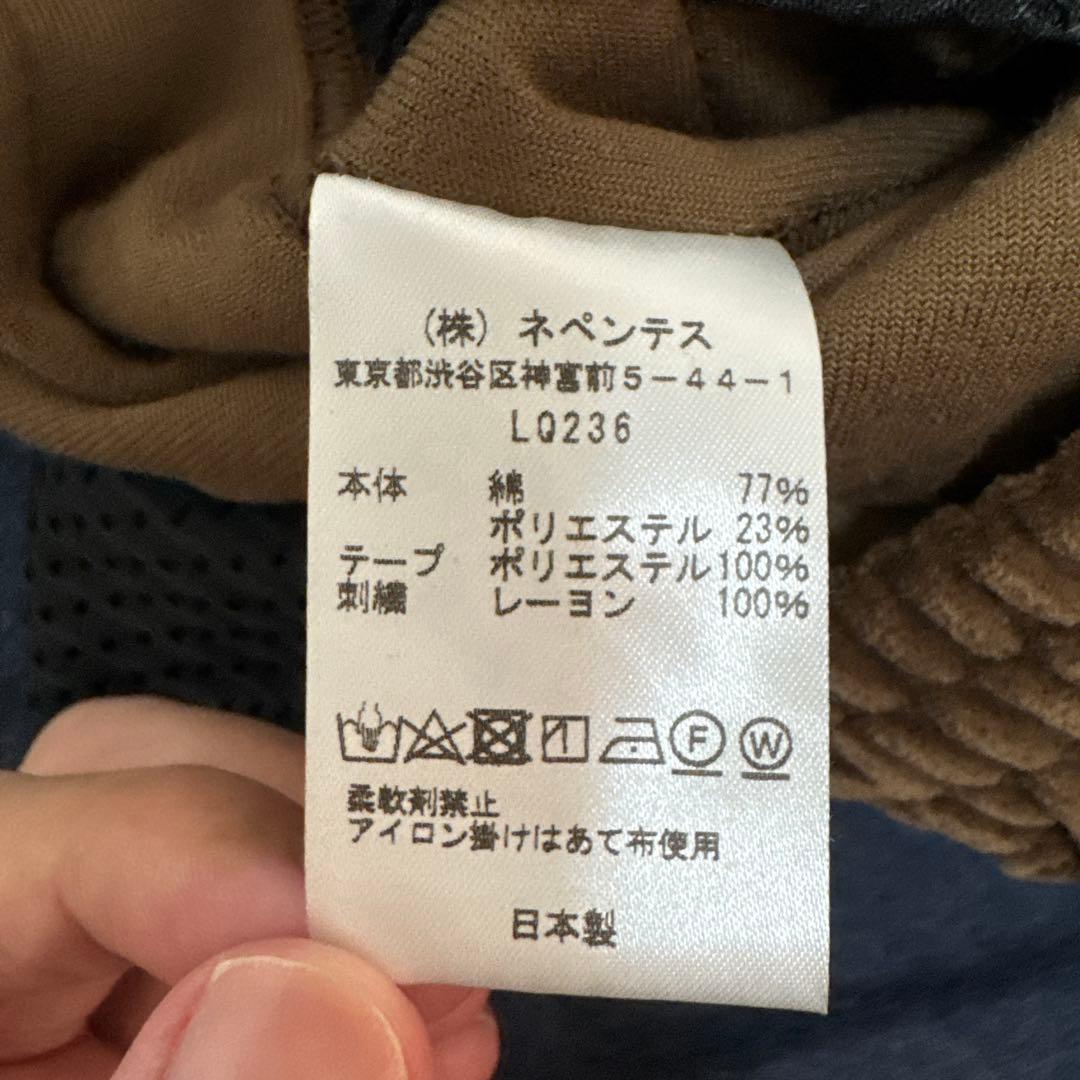 (株) ネペンテス
東京都渋谷区神宮前5-44-1
LQ236
本体 綿 77%
ポリエステル 23%
テープ ポリエステル 100%
刺繍 レーヨン 100%
F W
柔軟剤禁止
アイロン掛けはあて布使用
日本製